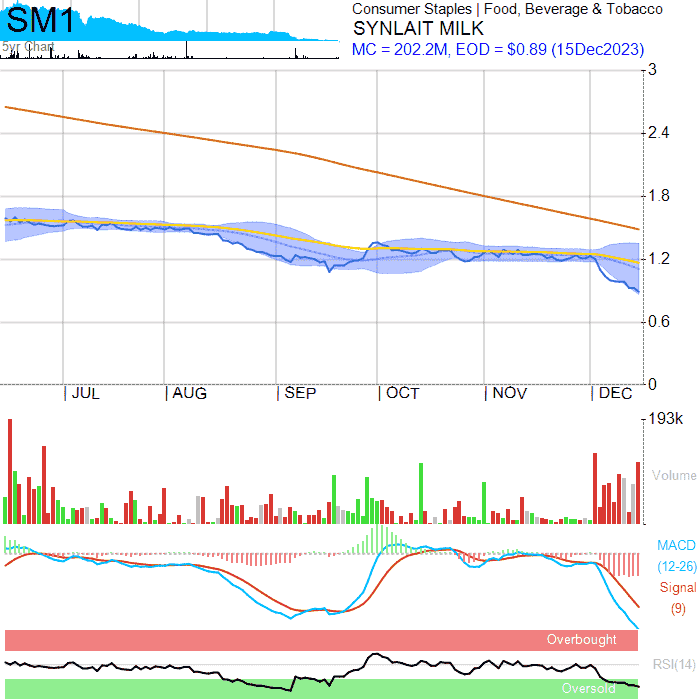 SM1
5yr Chart
Consumer Staples | Food, Beverage & Tobacco
SYNLAIT MILK
MC = 202.2M, EOD = $0.89 (15Dec2023)
3
2.4
1.8
1.2
0.6
0
JUL
AUG
SEP
OCT
NOV
DEC
193k
Volume
MACD
(12-26)
Signal
(9)
Overbought
RSI(14)
Oversold